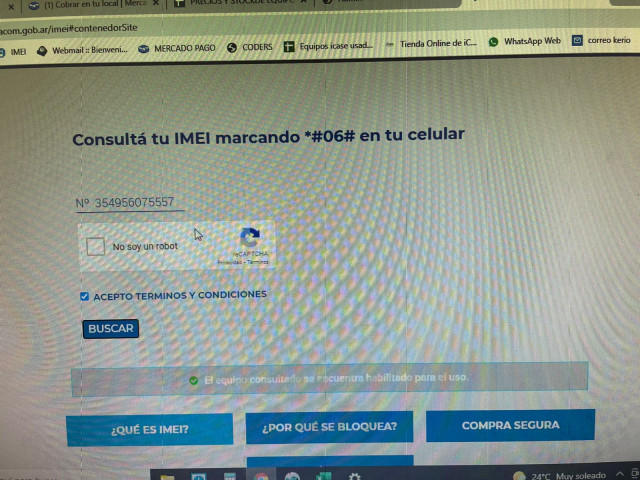 (1) Cobrar en tu local | Merca
PRECIOS Y STOCK DE EQUIPO
acom.gob.ar/imei#contenedorSite
IMEI
Webmail :: Bienveni...
MERCADO PAGO
CODERS
Equipos icase usad...
Tienda Online de iC...
WhatsApp Web
correo kerio
Consultá tu IMEI marcando *#06# en tu celular
Nº 354956075557
No soy un robot
reCAPTCHA
Privacidad - Términos
ACEPTO TERMINOS Y CONDICIONES
BUSCAR
El equipo consultado se encuentra habilitado para el uso.
¿QUÉ ES IMEI?
¿POR QUÉ SE BLOQUEA?
COMPRA SEGURA
24°C Muy soleado